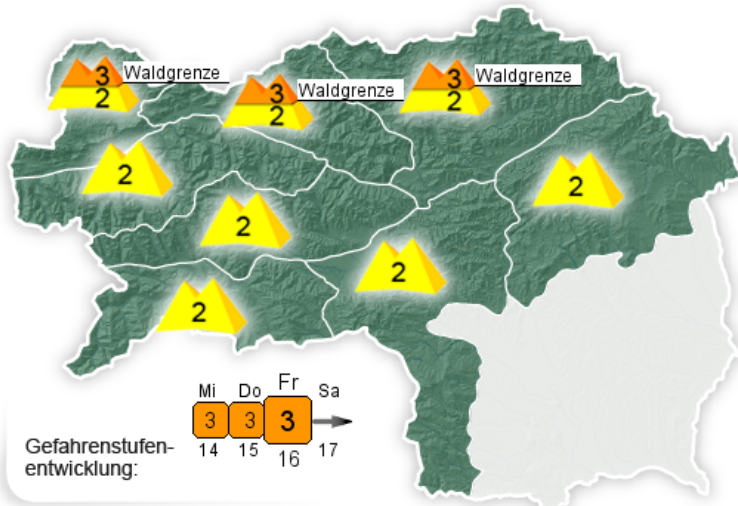 3 Waldgrenze
2
3 Waldgrenze
2
3 Waldgrenze
2
2
2
2
2
2
Mi Do Fr Sa
3 3 3
14 15 16 17
Gefahrenstufen-
entwicklung: